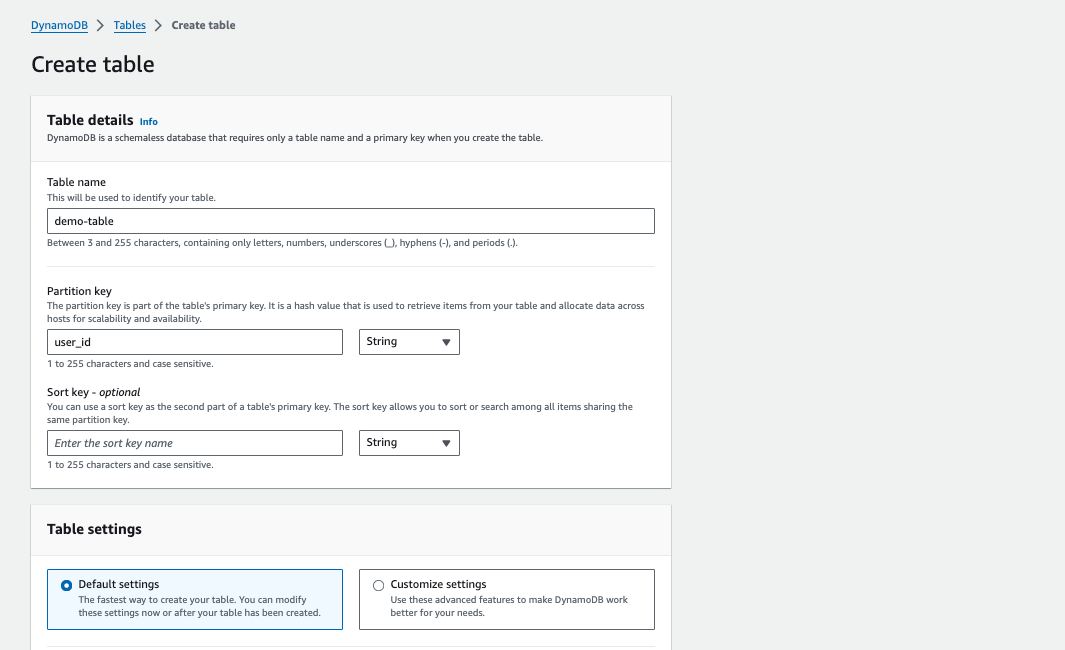 DynamoDB > Tables > Create table
Create table
Table details Info
DynamoDB is a schemaless database that requires only a table name and a primary key when you create the table.
Table name
This will be used to identify your table.
demo-table
Between 3 and 255 characters, containing only letters, numbers, underscores (_), hyphens (-), and periods (.).
Partition key
The partition key is part of the table's primary key. It is a hash value that is used to retrieve items from your table and allocate data across
hosts for scalability and availability.
user_id String
1 to 255 characters and case sensitive.
Sort key - optional
You can use a sort key as the second part of a table's primary key. The sort key allows you to sort or search among all items sharing the
same partition key.
Enter the sort key name String
1 to 255 characters and case sensitive.
Table settings
Default settings
The fastest way to create your table. You can modify
these settings now or after your table has been created.
Customize settings
Use these advanced features to make DynamoDB work
better for your needs.